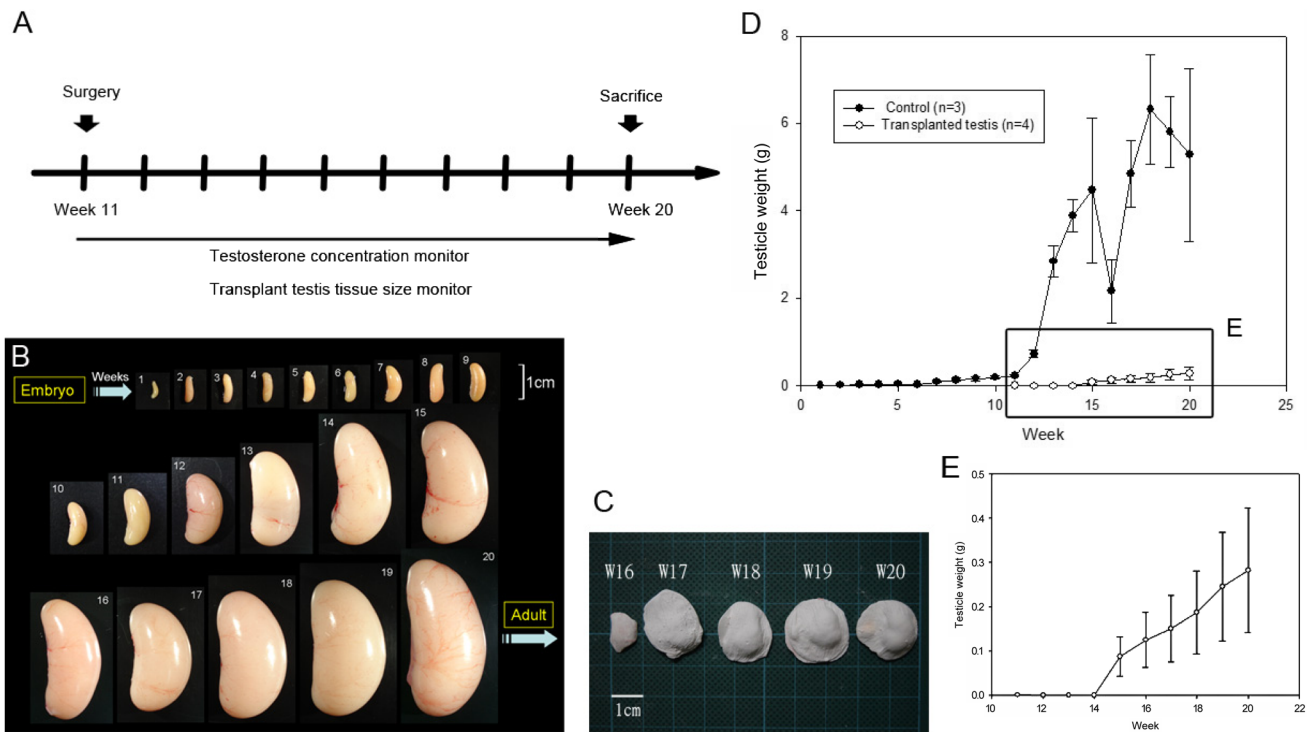 A
Surgery
Sacrifice
Week 11
Week 20
Testosterone concentration monitor
Transplant testis tissue size monitor
B
Embryo
Weeks
1
2
3
4
5
6
7
8
9
1cm
10
11
12
13
14
15
16
17
18
19
20
Adult
C
W16
W17
W18
W19
W20
1cm
D
8
6
4
2
0
Testicle weight (g)
Control (n=3)
Transplanted testis (n=4)
E
0
5
10
15
20
25
Week
E
0.5
0.4
0.3
0.2
0.1
0.0
Testicle weight (g)
10
12
14
16
18
20
22
Week